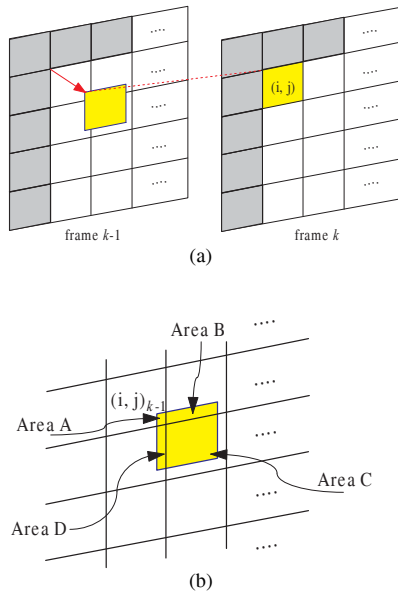 ....
....
....
....
....
....
(i, j)
....
....
....
frame k-1
frame k
(a)
....
Area B
(i, j)k-1
....
Area A
....
Area C
Area D
....
(b)